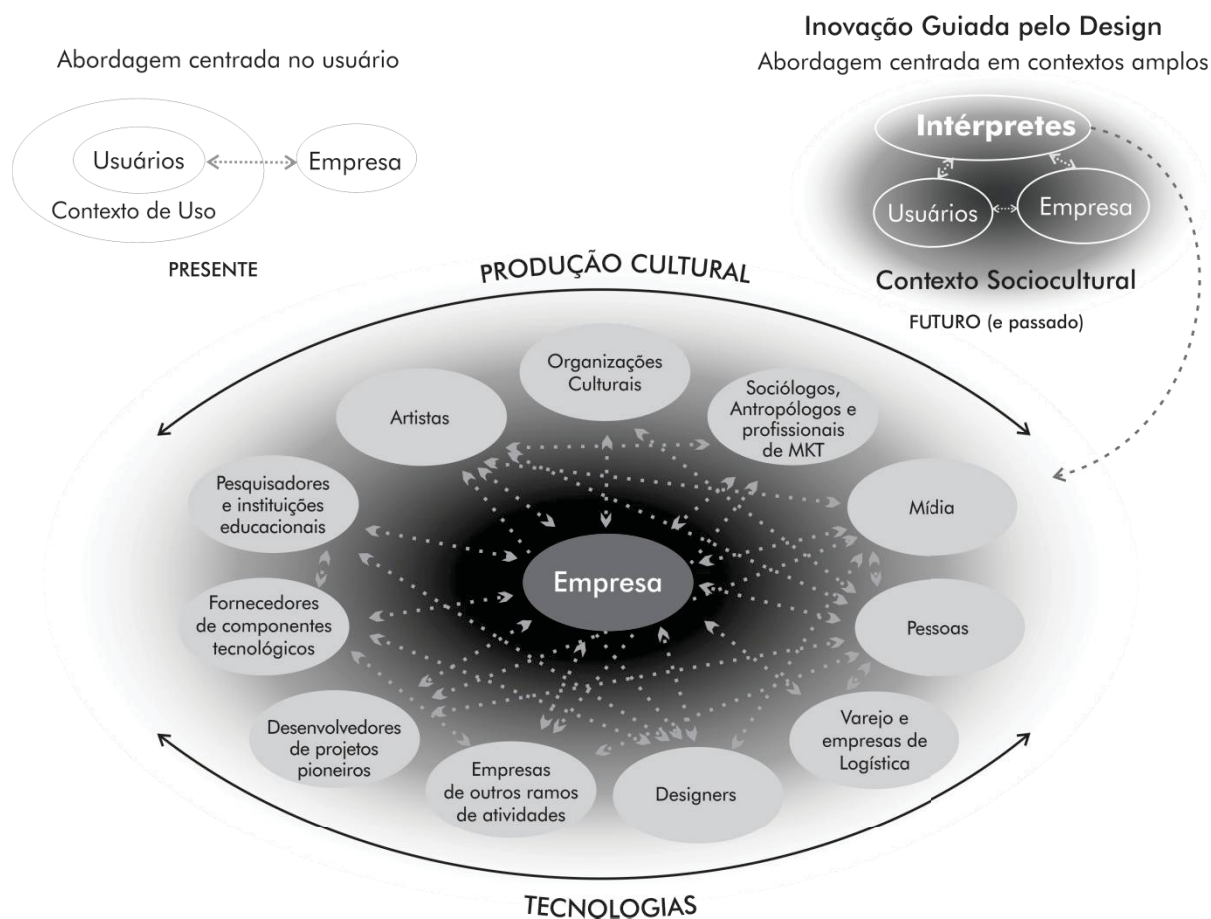 Abordagem centrada no usuário
Usuários
Empresa
Contexto de Uso
PRESENTE
Inovação Guiada pelo Design
Abordagem centrada em contextos amplos
Intérpretes
Usuários
Empresa
Contexto Sociocultural
FUTURO (e passado)
PRODUÇÃO CULTURAL
Organizações
Culturais
Artistas
Sociólogos,
Antropólogos e
profissionais
de MKT
Pesquisadores
e instituições
educacionais
Mídia
Empresa
Fornecedores
de componentes
tecnológicos
Pessoas
Desenvolvedores
de projetos
pioneiros
Varejo e
empresas de
Logística
Empresas
de outros ramos
de atividades
Designers
TECNOLOGIAS